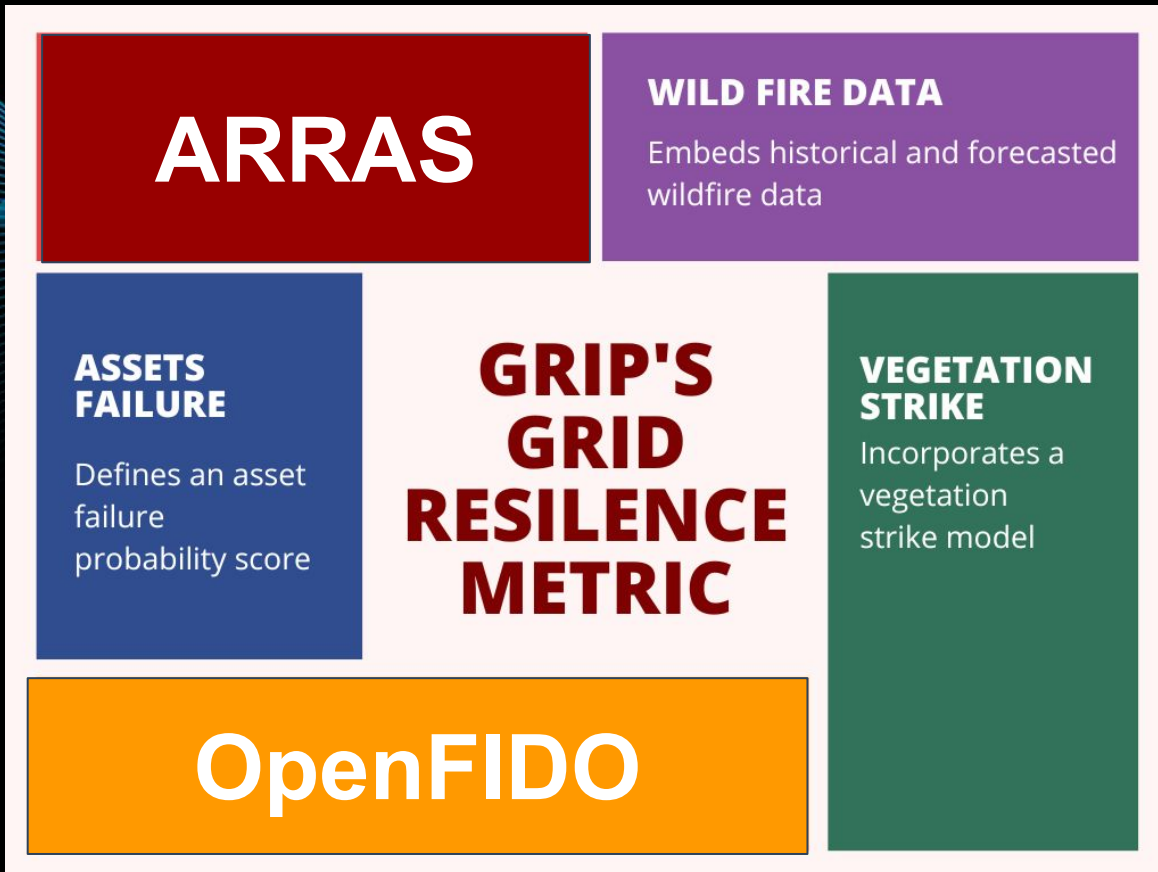 ARRAS
WILD FIRE DATA
Embeds historical and forecasted
wildfire data
ASSETS
FAILURE
Defines an asset
failure
probability score
GRIP'S
GRID
RESILENCE
METRIC
VEGETATION
STRIKE
Incorporates a
vegetation
strike model
OpenFIDO